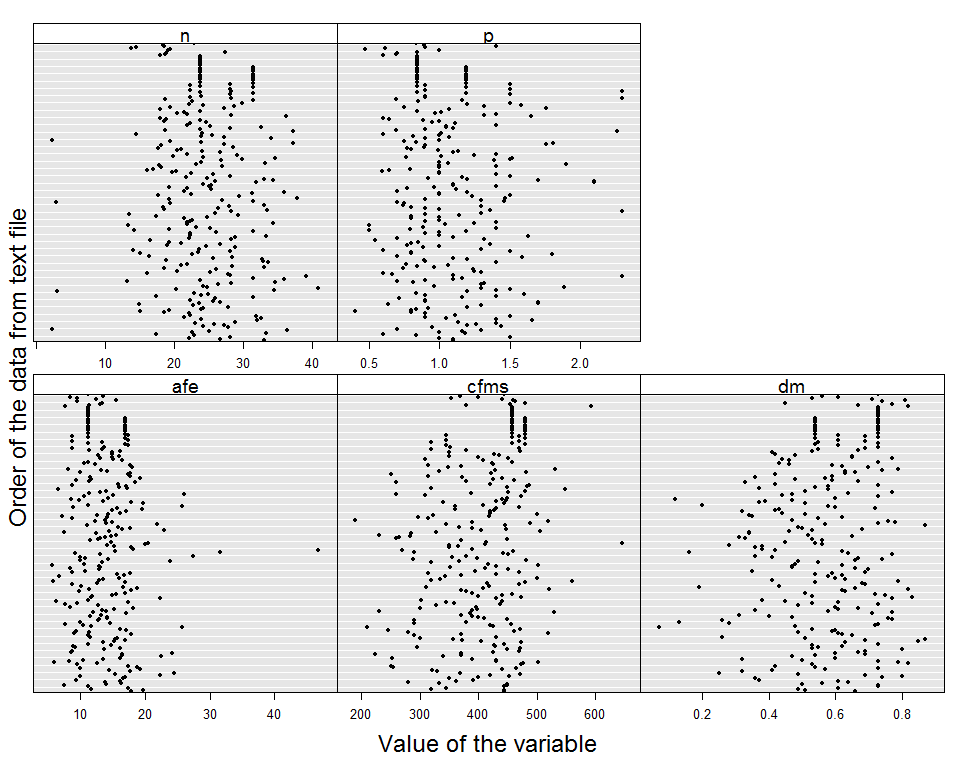 n p
10 20 30 40 0.5 1.0 1.5 2.0
afe cfms dm
10 20 30 40 200 300 400 500 600 0.2 0.4 0.6 0.8
Order of the data from text file
Value of the variable